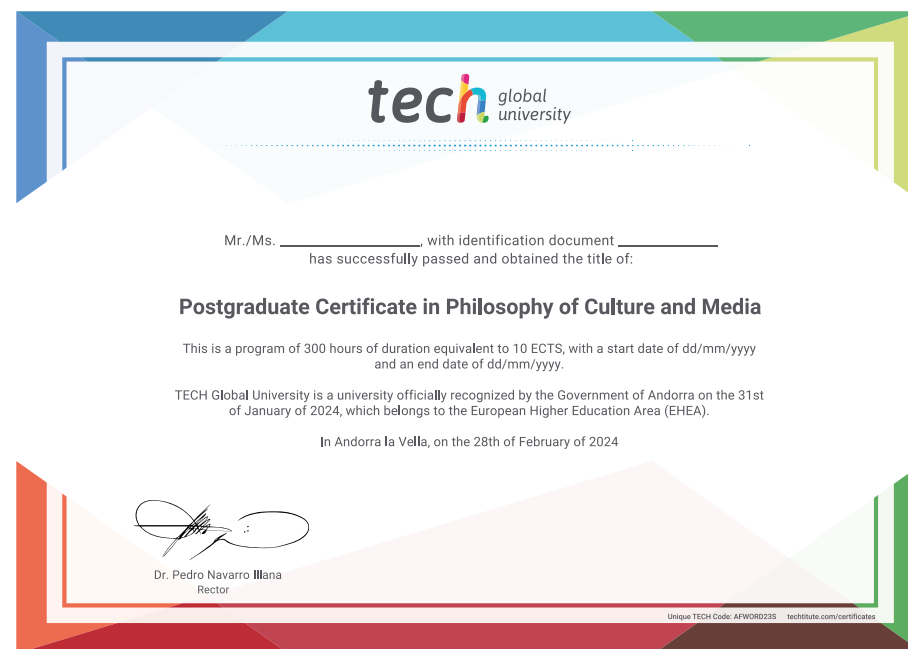 tech global
university
Mr./Ms. ____________, with identification document ____________
has successfully passed and obtained the title of:
Postgraduate Certificate in Philosophy of Culture and Media
This is a program of 300 hours of duration equivalent to 10 ECTS, with a start date of dd/mm/yyyy
and an end date of dd/mm/yyyy.
TECH Global University is a university officially recognized by the Government of Andorra on the 31st
of January of 2024, which belongs to the European Higher Education Area (EHEA).
In Andorra la Vella, on the 28th of February of 2024
Dr. Pedro Navarro Illana
Rector
Unique TECH Code: AFWORD23S techtitute.com/certificates